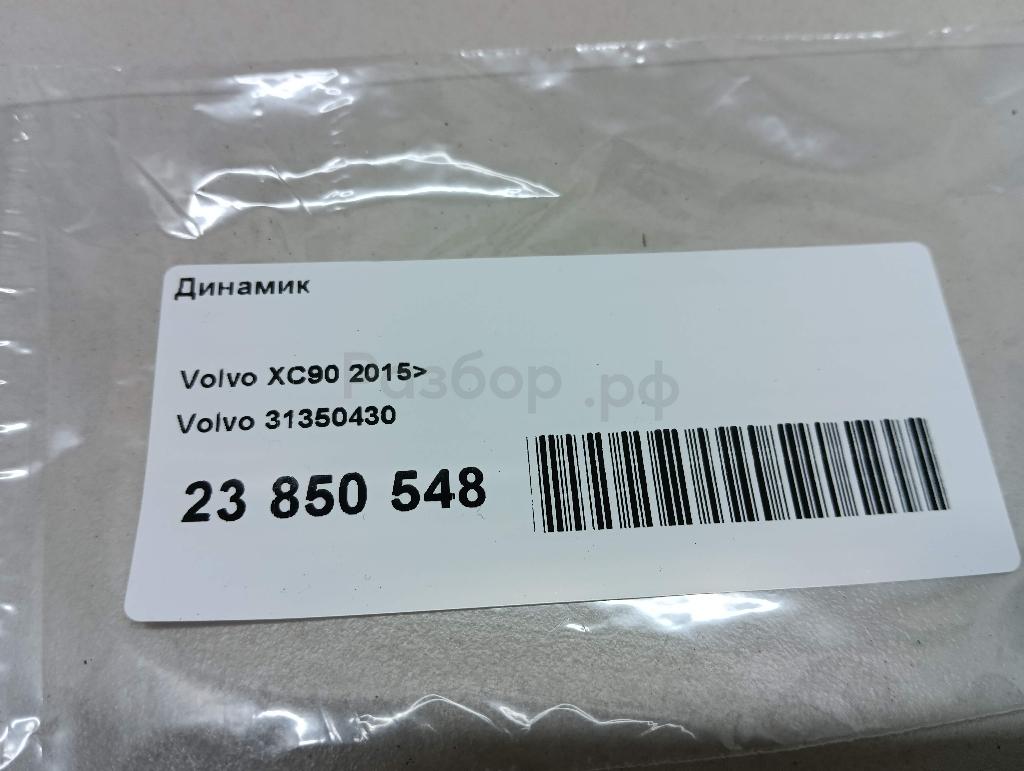 Динамик
Volvo XC90 2015>
Разбор .рф
Volvo 31350430
23 850 548